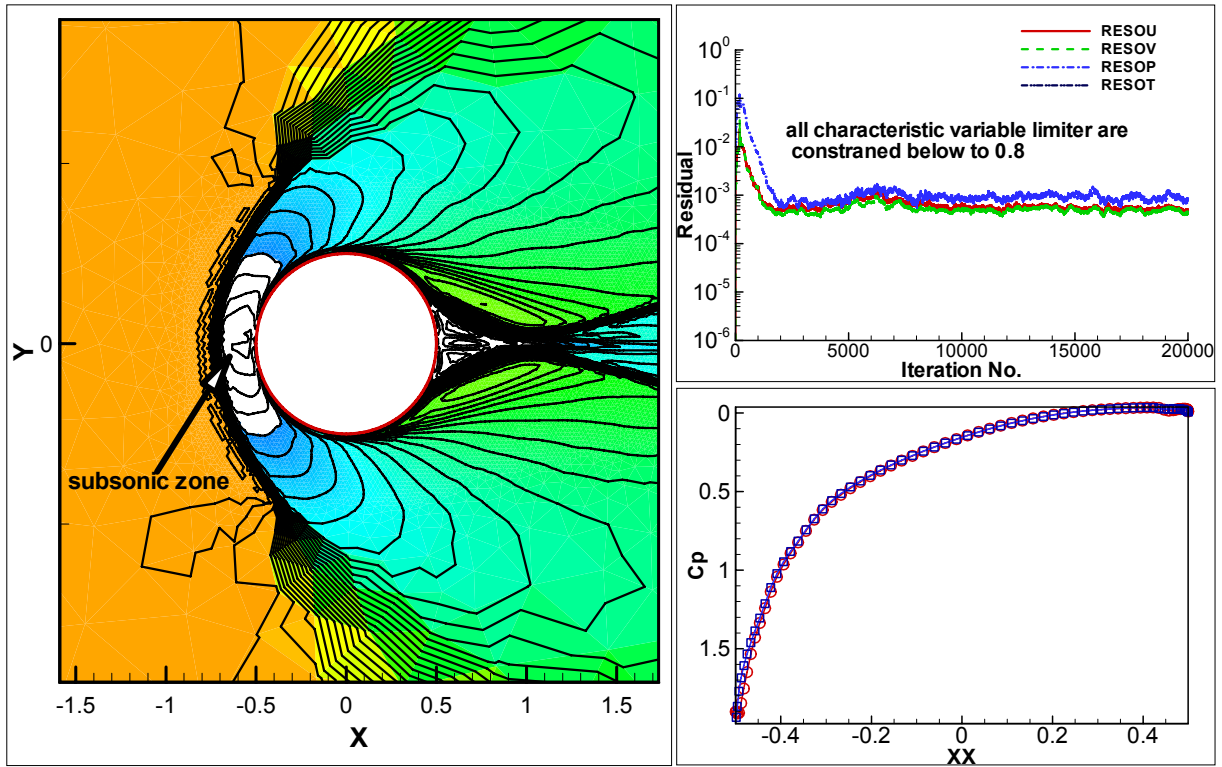 Y
0
subsonic zone
-1.5
-1
-0.5
0
0.5
1
1.5
X
RESOU
RESOV
RESOP
RESOT
all characteristic variable limiter are
constraned below to 0.8
Residual
10^0
10^-1
10^-2
10^-3
10^-4
10^-5
10^-6
0
5000
10000
15000
20000
Iteration No.
Cp
0
0.5
1
1.5
-0.4
-0.2
0
0.2
0.4
XX